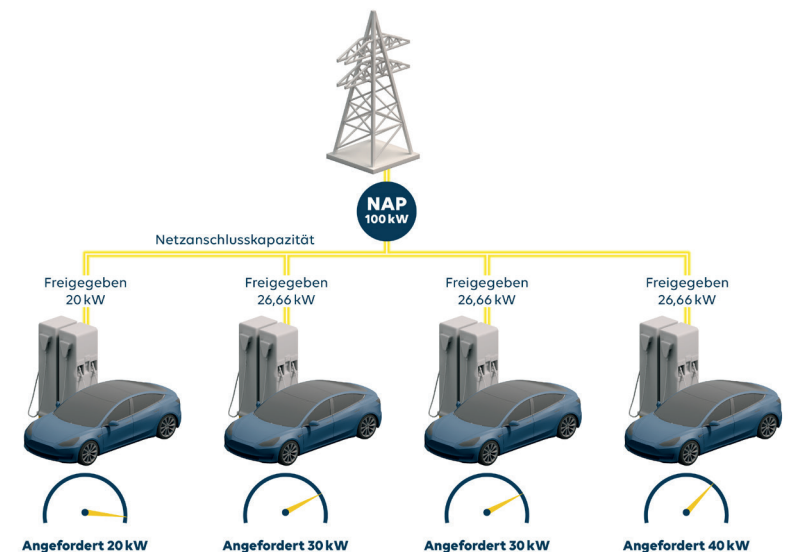 NAP
100 kW
Netzanschlusskapazität
Freigegeben
20 kW
Freigegeben
26,66 kW
Freigegeben
26,66 kW
Freigegeben
26,66 kW
Angefordert 20 kW
Angefordert 30 kW
Angefordert 30 kW
Angefordert 40 kW